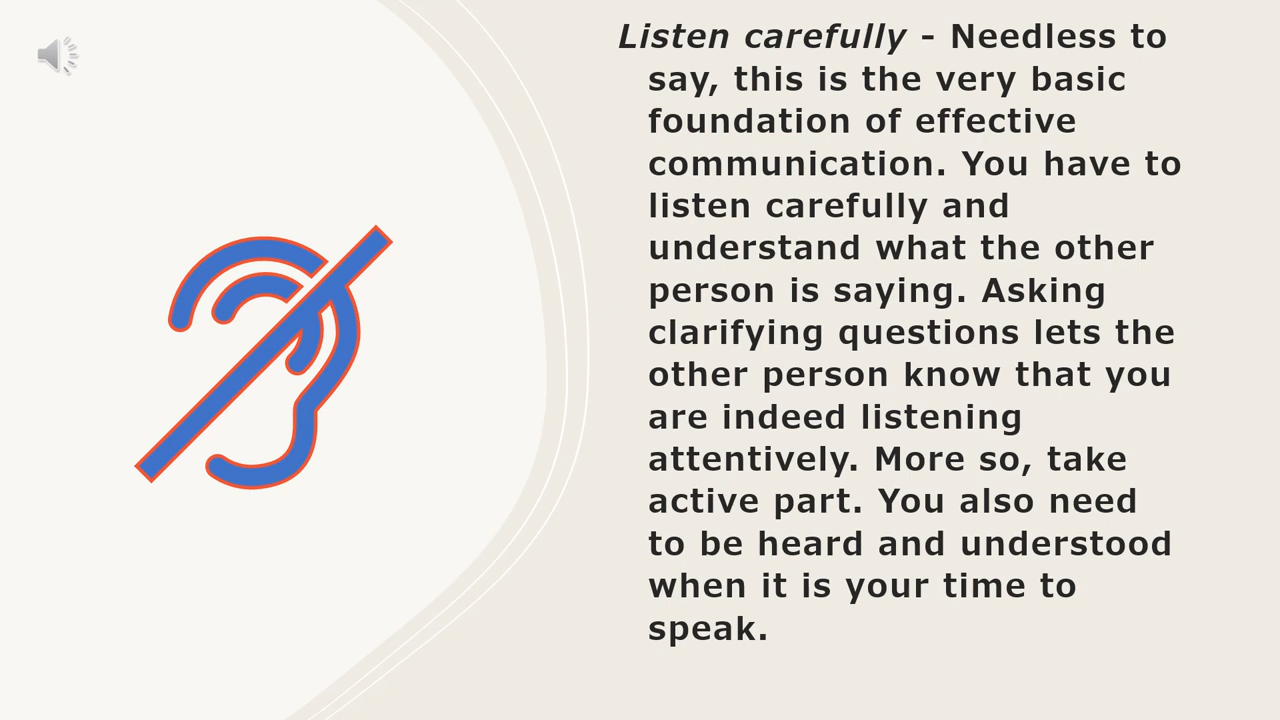 Listen carefully - Needless to
say, this is the very basic
foundation of effective
communication. You have to
listen carefully and
understand what the other
person is saying. Asking
clarifying questions lets the
other person know that you
are indeed listening
attentively. More so, take
active part. You also need
to be heard and understood
when it is your time to
speak.